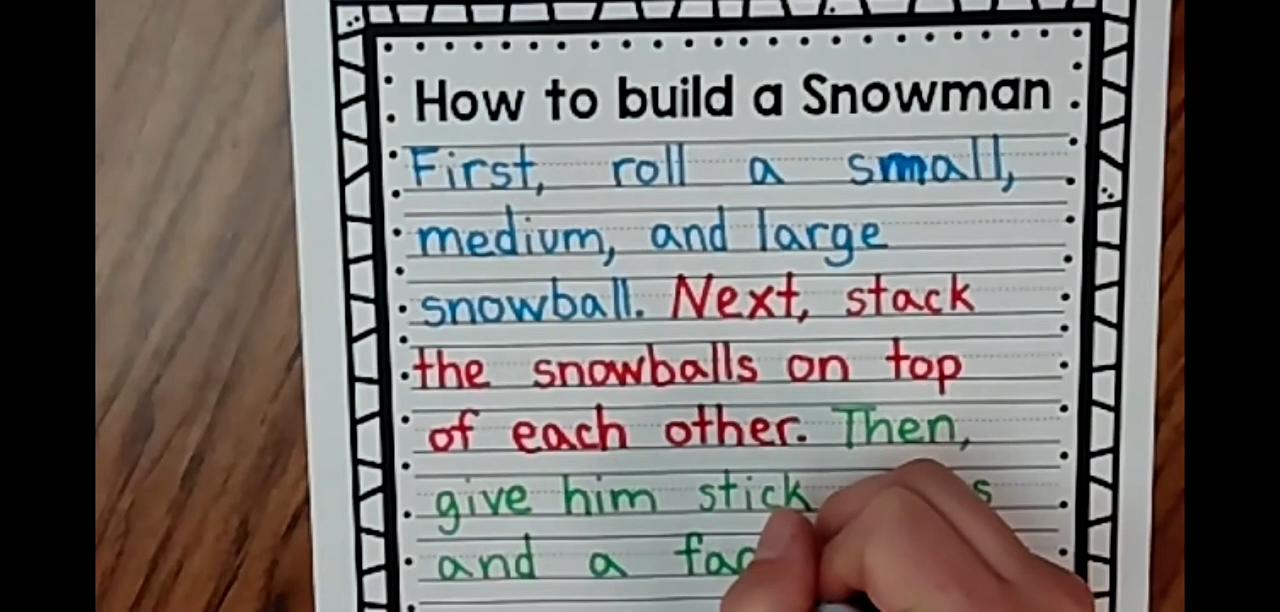 How to build a Snowman
First, roll a small,
medium, and large
snowball. Next, stack
the snowballs on top
of each other. Then,
give him stick
and a